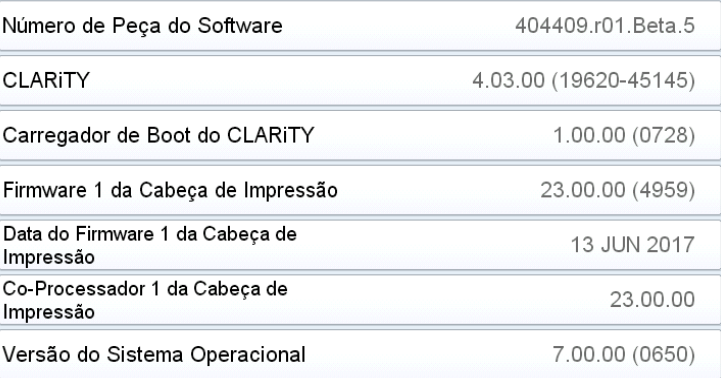 Número de Peça do Software 404409.r01.Beta.5
CLARiTY 4.03.00 (19620-45145)
Carregador de Boot do CLARiTY 1.00.00 (0728)
Firmware 1 da Cabeça de Impressão 23.00.00 (4959)
Data do Firmware 1 da Cabeça de
Impressão 13 JUN 2017
Co-Processador 1 da Cabeça de
Impressão 23.00.00
Versão do Sistema Operacional 7.00.00 (0650)